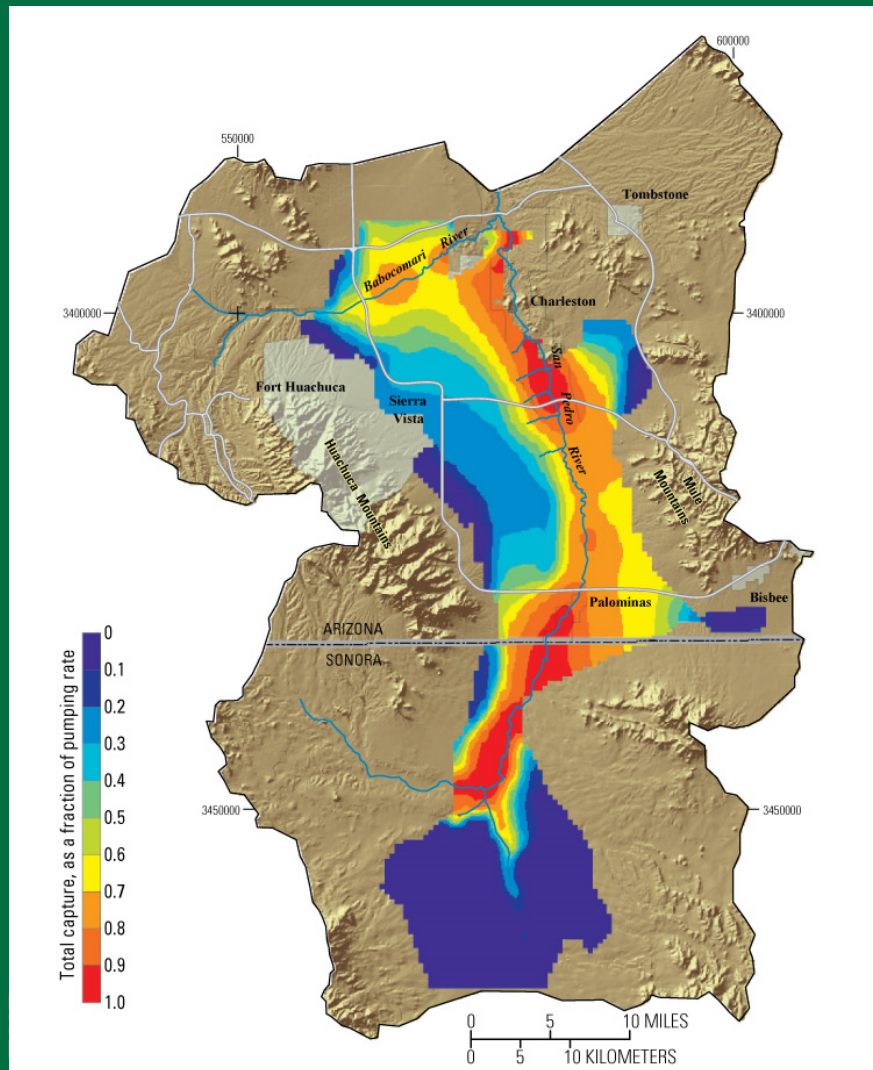 600000
550000
Tombstone
Babocomari River
3400000
3400000
Charleston
San Pedro River
Fort Huachuca
Sierra
Vista
Huachuca Mountains
Mule
Mountains
Palominas
Bisbee
ARIZONA
SONORA
Total capture, as a fraction of pumping rate
0
0.1
0.2
0.3
0.4
0.5
0.6
0.7
0.8
0.9
1.0
3450000
3450000
0 5 10 MILES
0 5 10 KILOMETERS